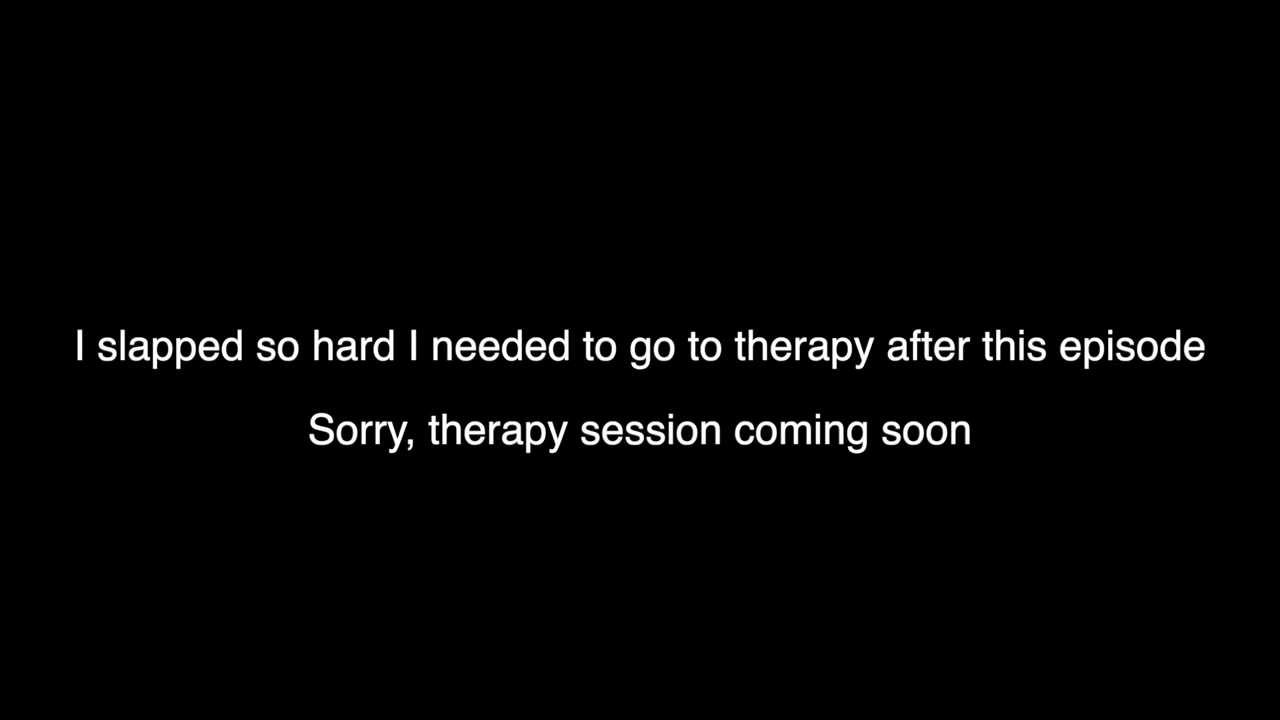 I slapped so hard I needed to go to therapy after this episode
Sorry, therapy session coming soon